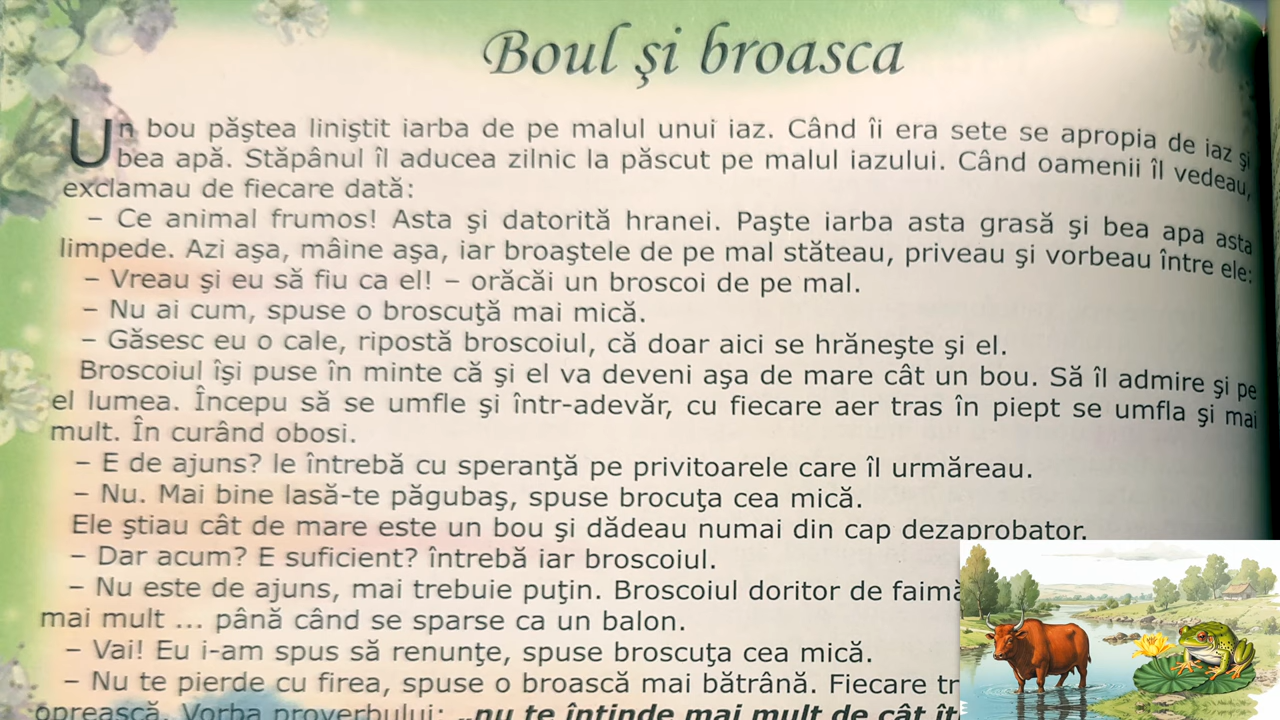 Boul şi broasca
Un bou păştea liniştit iarba de pe malul unui iaz. Când îi era sete se apropia de iaz şi
bea apă. Stăpânul îl aducea zilnic la păscut pe malul iazului. Când oamenii îl vedeau,
exclamau de fiecare dată:
– Ce animal frumos! Asta şi datorită hranei. Paşte iarba asta grasă şi bea apa asta
limpede. Azi aşa, mâine aşa, iar broaştele de pe mal stăteau, priveau şi vorbeau între ele:
– Vreau şi eu să fiu ca el! – orăcăi un broscoi de pe mal.
– Nu ai cum, spuse o broscuţă mai mică.
– Găsesc eu o cale, ripostă broscoiul, că doar aici se hrăneşte şi el.
Broscoiul îşi puse în minte că şi el va deveni aşa de mare cât un bou. Să îl admire şi pe
el lumea. Începu să se umfle şi într-adevăr, cu fiecare aer tras în piept se umfla şi mai
mult. În curând obosi.
– E de ajuns? le întrebă cu speranţă pe privitoarele care îl urmăreau.
– Nu. Mai bine lasă-te păgubaş, spuse brocuţa cea mică.
Ele ştiau cât de mare este un bou şi dădeau numai din cap dezaprobator.
– Dar acum? E suficient? întrebă iar broscoiul.
– Nu este de ajuns, mai trebuie puţin. Broscoiul doritor de faimă
mai mult ... până când se sparse ca un balon.
– Vai! Eu i-am spus să renunţe, spuse broscuţa cea mică.
– Nu te pierde cu firea, spuse o broască mai bătrână. Fiecare
oprească. Vorba proverbului: „nu te întinde mai mult de cât